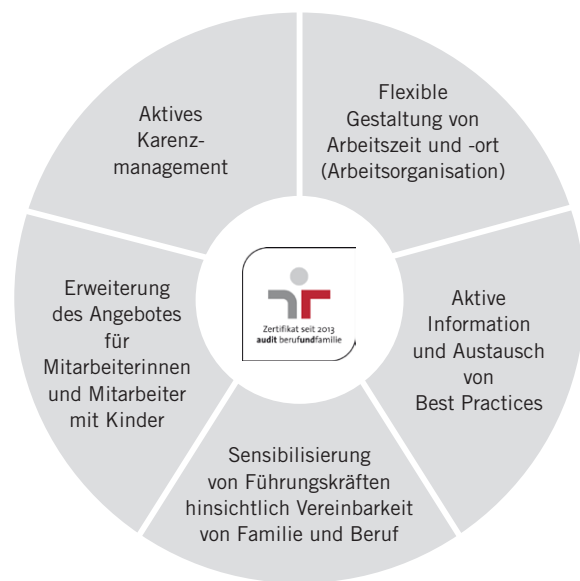 Aktives
Karenz-
management
Flexible
Gestaltung von
Arbeitszeit und -ort
(Arbeitsorganisation)
Aktive
Information
und Austausch
von
Best Practices
Sensibilisierung
von Führungskräften
hinsichtlich Vereinbarkeit
von Familie und Beruf
Erweiterung
des Angebotes
für
Mitarbeiterinnen
und Mitarbeiter
mit Kinder
Zertifikat seit 2013
audit berufundfamilie